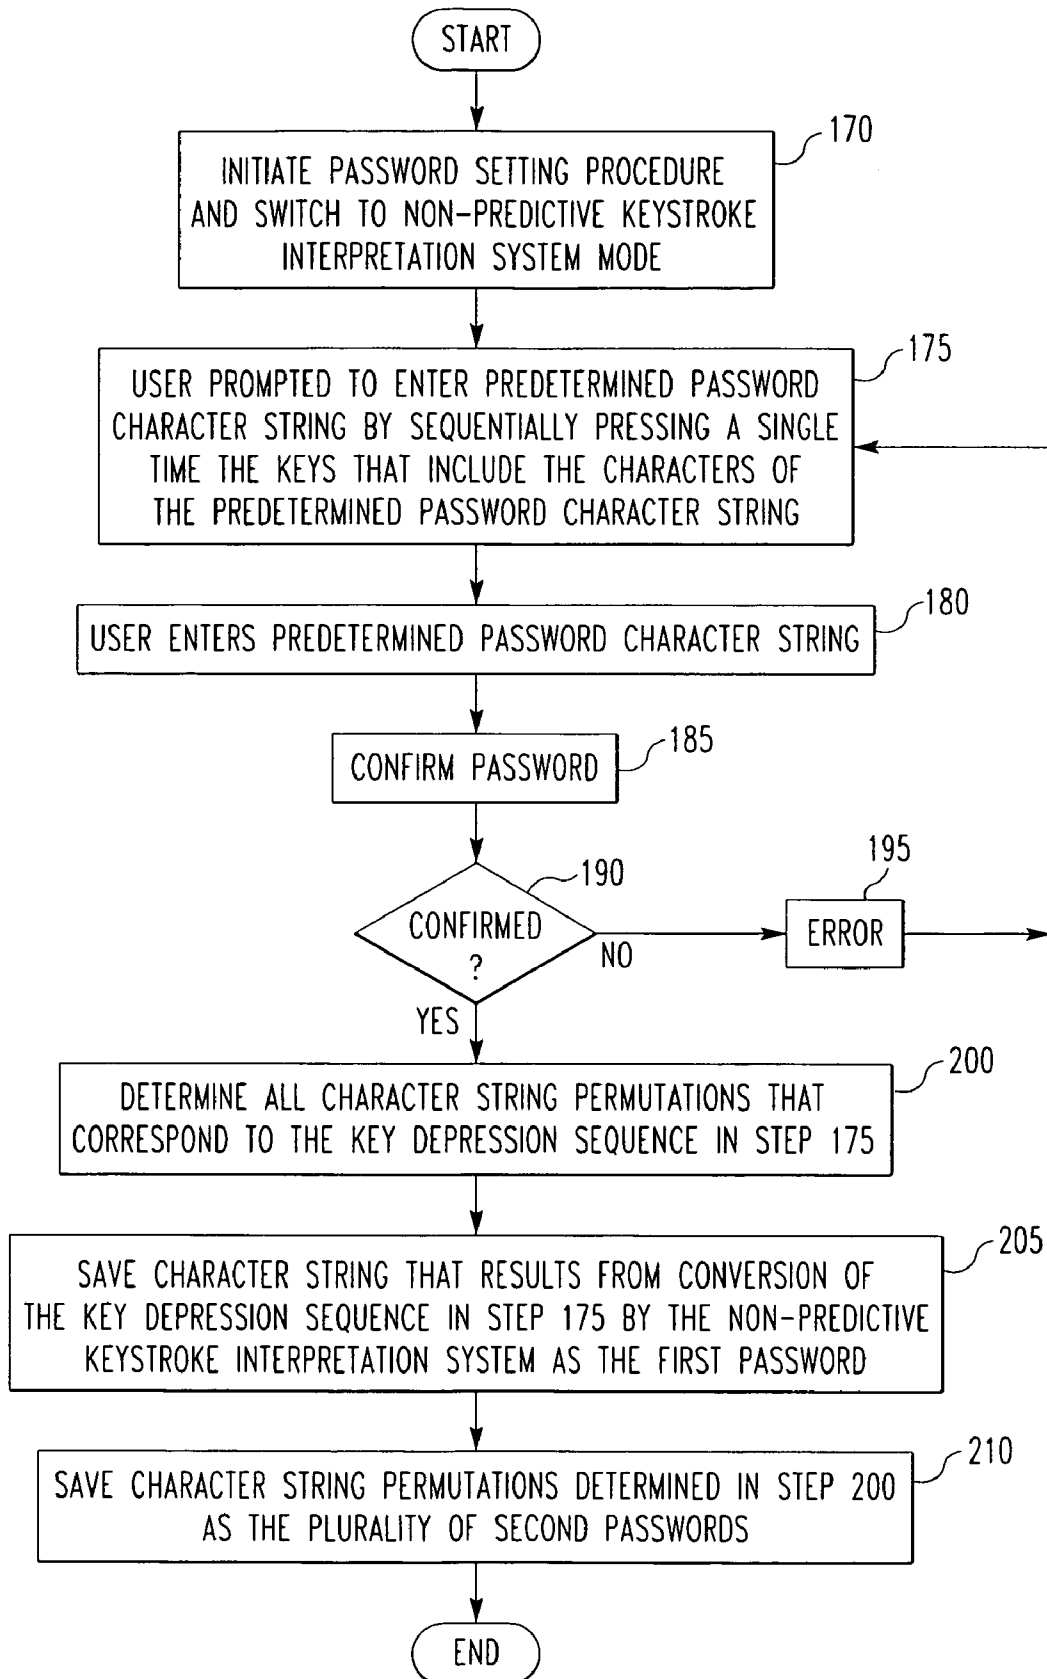 START
170
INITIATE PASSWORD SETTING PROCEDURE
AND SWITCH TO NON-PREDICTIVE KEYSTROKE
INTERPRETATION SYSTEM MODE
175
USER PROMPTED TO ENTER PREDETERMINED PASSWORD
CHARACTER STRING BY SEQUENTIALLY PRESSING A SINGLE
TIME THE KEYS THAT INCLUDE THE CHARACTERS OF
THE PREDETERMINED PASSWORD CHARACTER STRING
180
USER ENTERS PREDETERMINED PASSWORD CHARACTER STRING
185
CONFIRM PASSWORD
190
CONFIRMED
?
NO
195
ERROR
YES
200
DETERMINE ALL CHARACTER STRING PERMUTATIONS THAT
CORRESPOND TO THE KEY DEPRESSION SEQUENCE IN STEP 175
205
SAVE CHARACTER STRING THAT RESULTS FROM CONVERSION OF
THE KEY DEPRESSION SEQUENCE IN STEP 175 BY THE NON-PREDICTIVE
KEYSTROKE INTERPRETATION SYSTEM AS THE FIRST PASSWORD
210
SAVE CHARACTER STRING PERMUTATIONS DETERMINED IN STEP 200
AS THE PLURALITY OF SECOND PASSWORDS
END